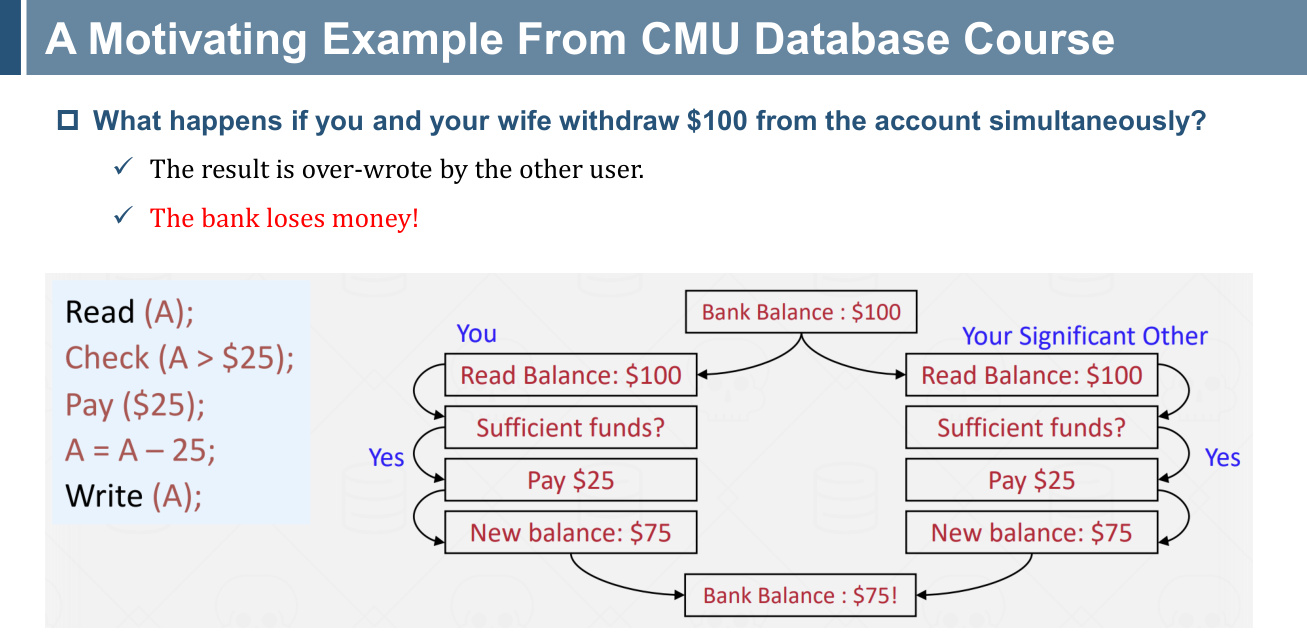 A Motivating Example From CMU Database Course
What happens if you and your wife withdraw $100 from the account simultaneously?
The result is over-wrote by the other user.
The bank loses money!
Read (A);
Check (A > $25);
Pay ($25);
A = A – 25;
Write (A);
Bank Balance : $100
You
Read Balance: $100
Sufficient funds?
Yes
Pay $25
New balance: $75
Your Significant Other
Read Balance: $100
Sufficient funds?
Yes
Pay $25
New balance: $75
Bank Balance : $75!